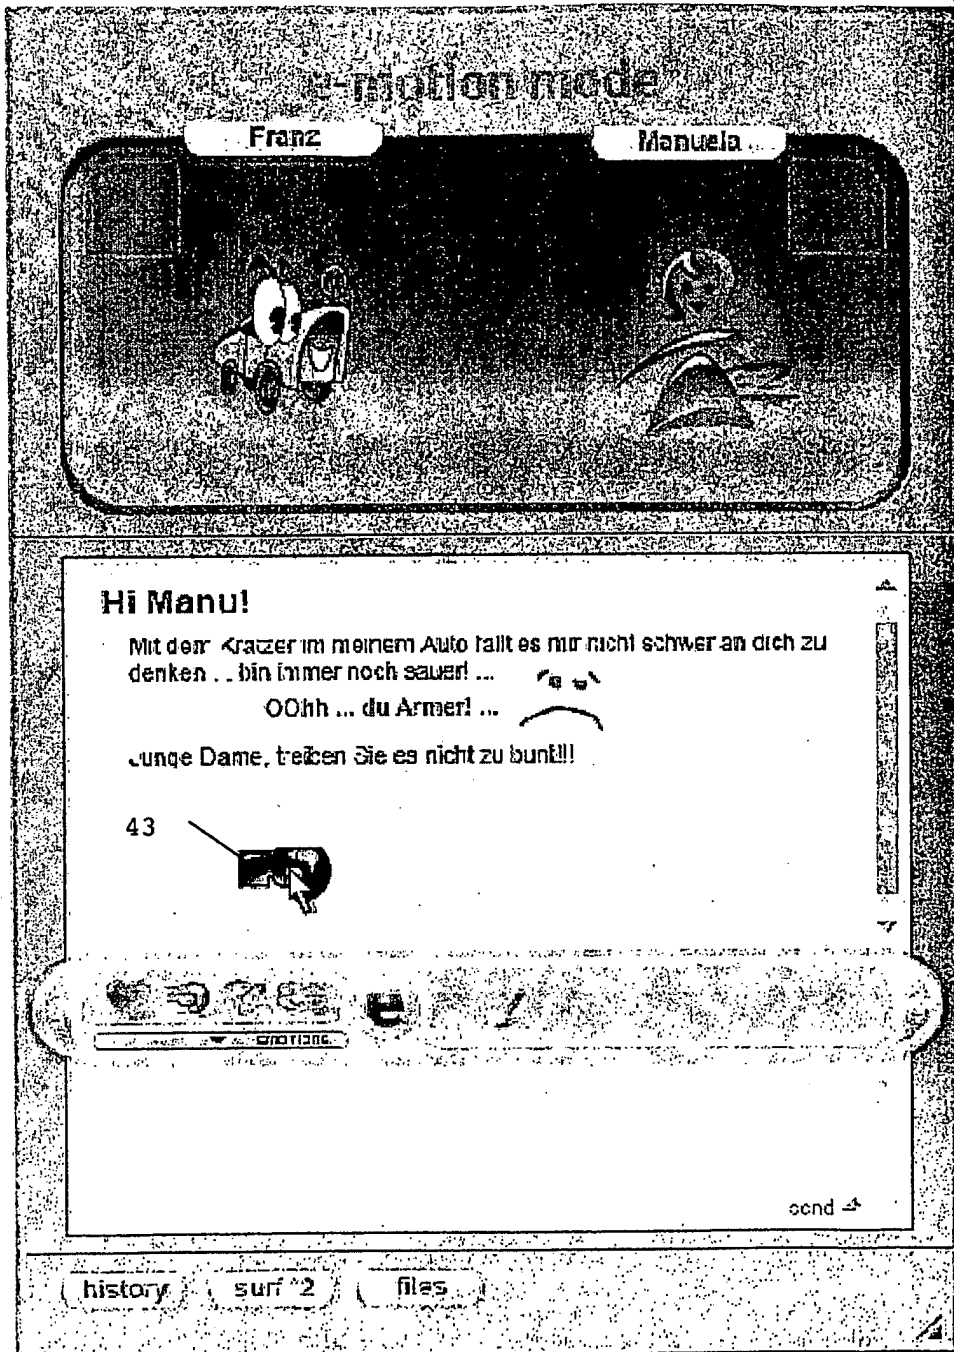 e-motion mode
Franz
Manuela
Hi Manu!
Mit dem Kratzer im meinem Auto fällt es mir nicht schwer an dich zu
denken ... bin immer noch sauer! ...
OOhh ... du Armer! ...
Junge Dame, treiben Sie es nicht zu bunt!!!
43
emotions
send
history
surf ^2
files